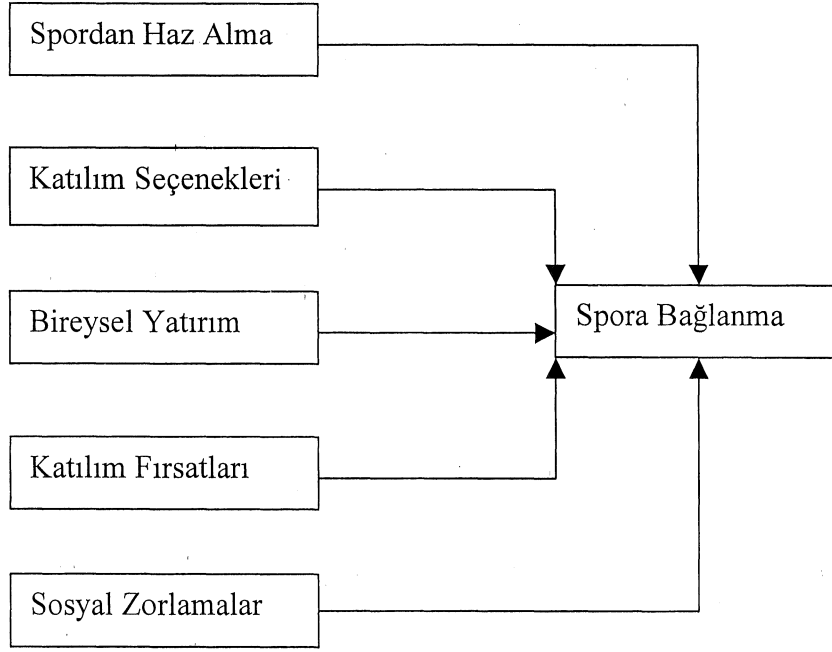 Spordan Haz Alma
Katılım Seçenekleri
Bireysel Yatırım
Spora Bağlanma
Katılım Fırsatları
Sosyal Zorlamalar